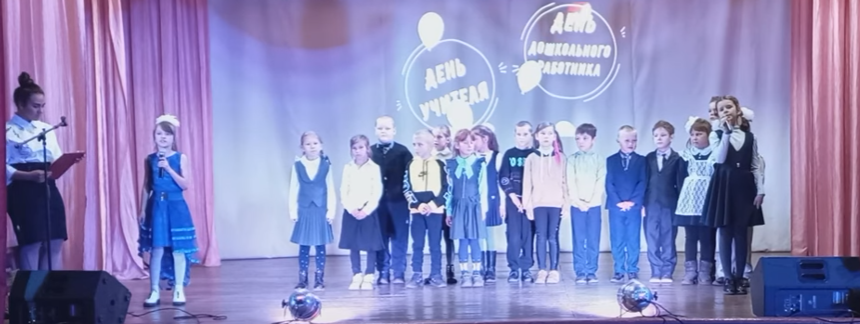 ДЕНЬ
УЧИТЕЛЯ
ДЕНЬ
ДОШКОЛЬНОГО
РАБОТНИКА